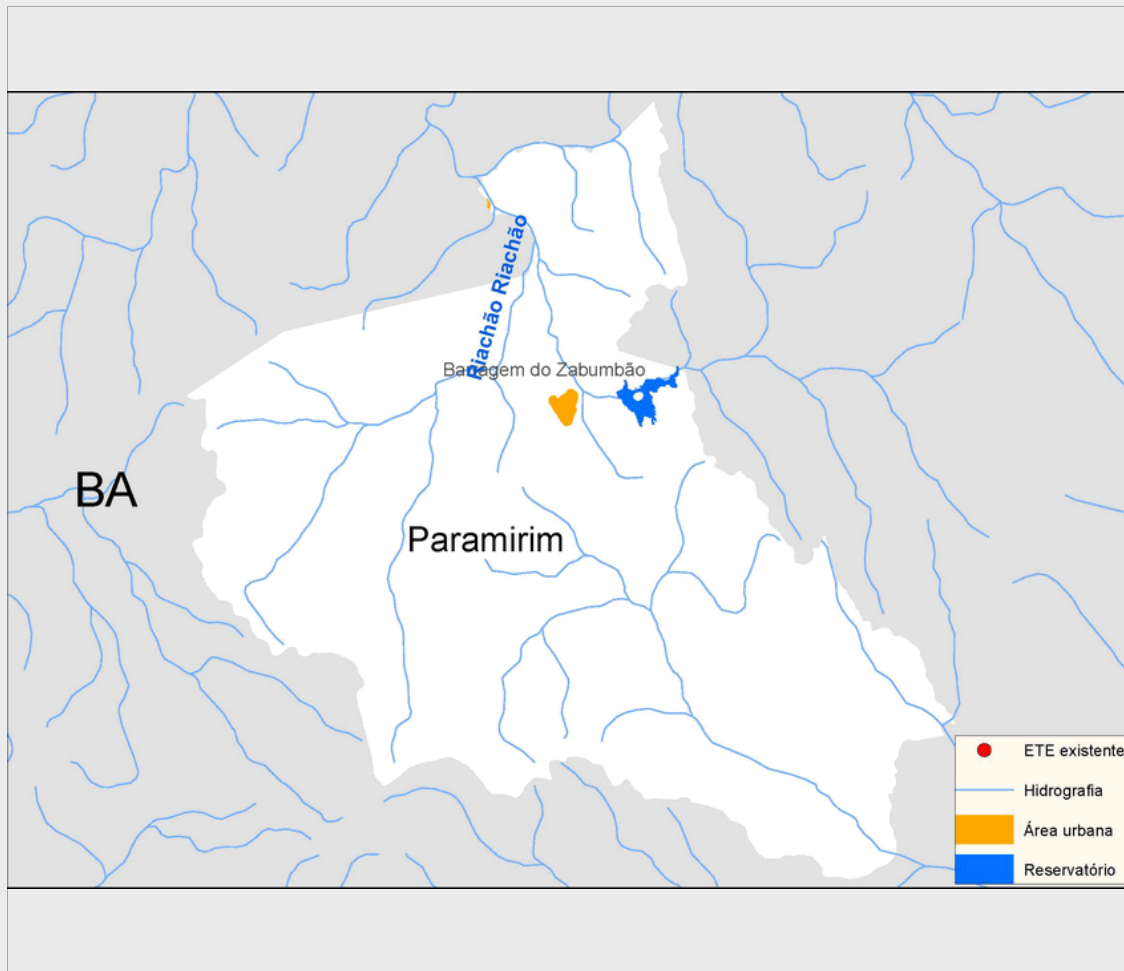 Riachão Riachão
Barragem do Zabumbão
BA
Paramirim
ETE existente
Hidrografia
Área urbana
Reservatório